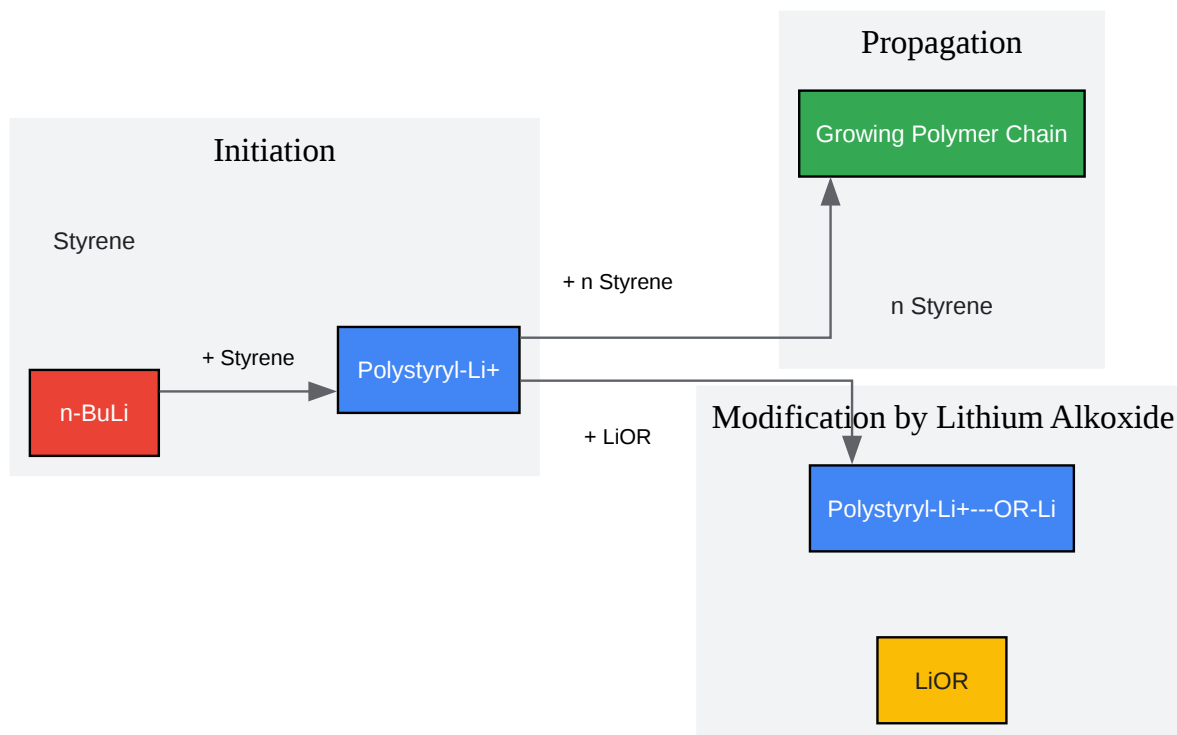 Propagation
Growing Polymer Chain
Initiation
Styrene
+ n Styrene
n Styrene
+ Styrene
Polystyryl-Li+
n-BuLi
+ LiOR
Modification by Lithium Alkoxide
Polystyryl-Li+---OR-Li
LiOR